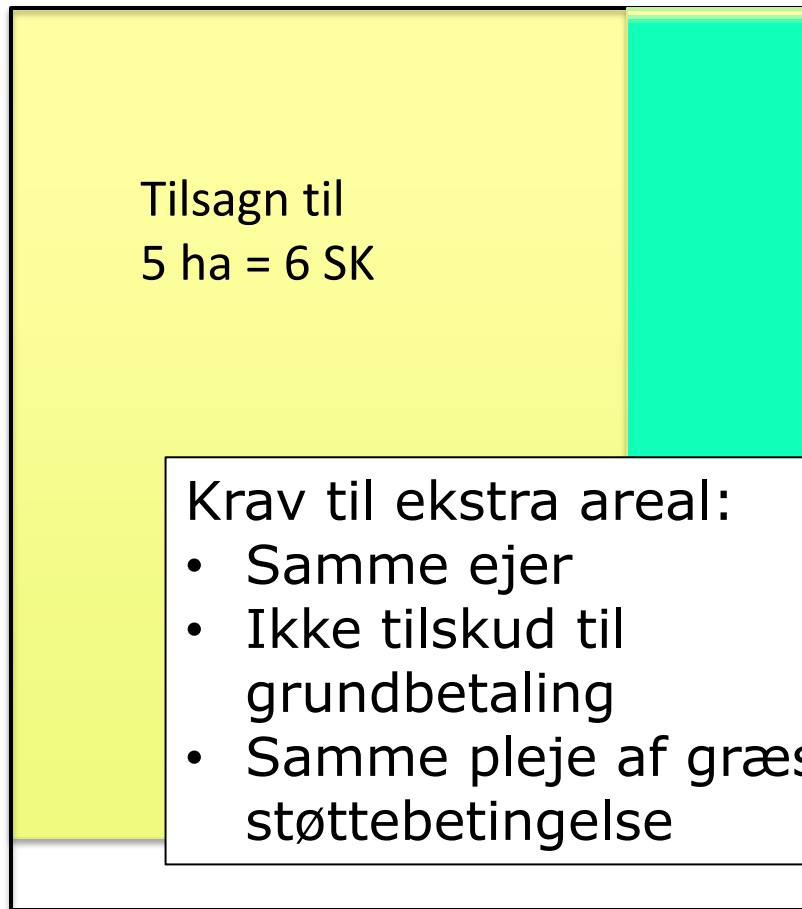 Tilsagn til
5 ha = 6 SK
Krav til ekstra areal:
• Samme ejer
• Ikke tilskud til
grundbetaling
• Samme pleje af græs
støttebetingelse